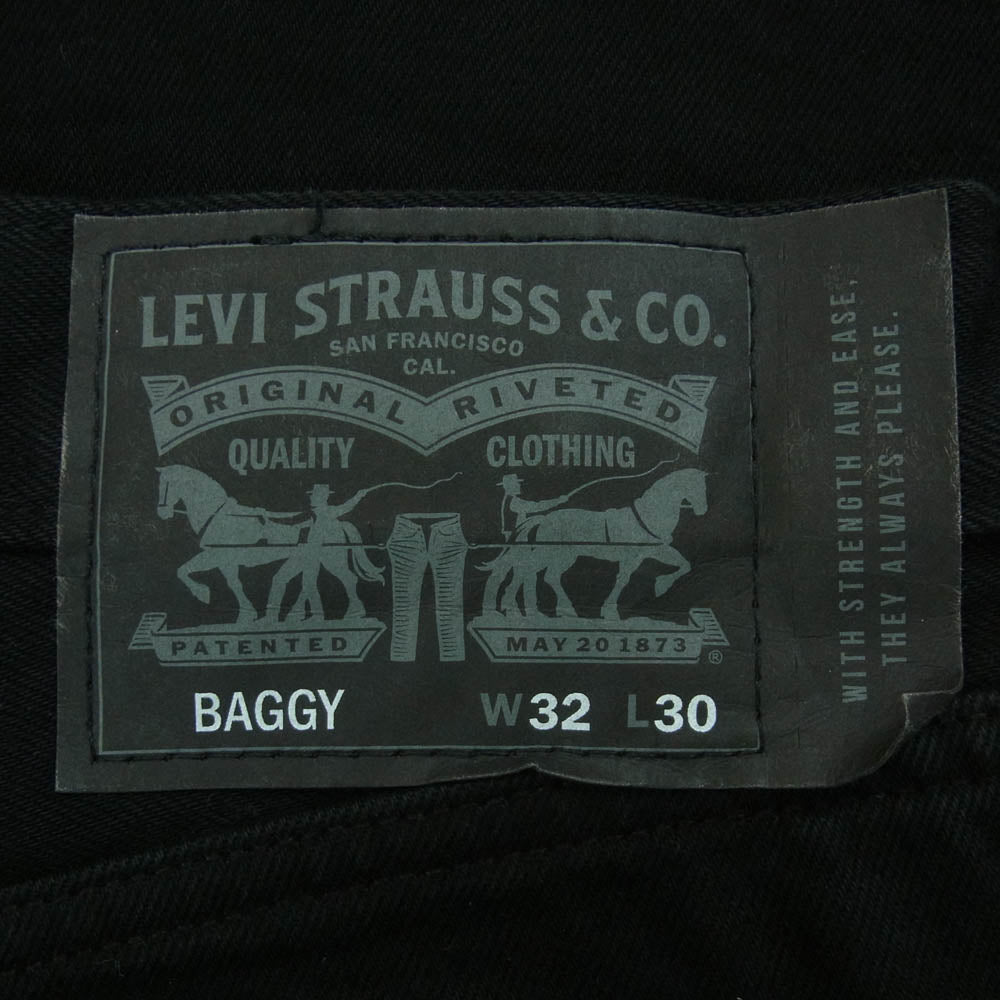 LEVI STRAUSS & CO.
SAN FRANCISCO
CAL.
ORIGINAL RIVETED
QUALITY CLOTHING
PATENTED MAY 20 1873 ®
BAGGY W32 L30
WITH STRENGTH AND EASE,
THEY ALWAYS PLEASE.